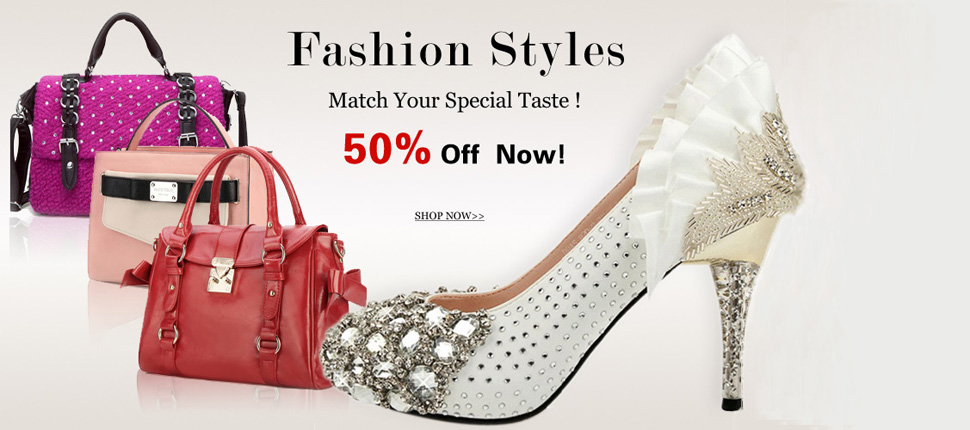 Fashion Styles
Match Your Special Taste !
50% Off Now!
SHOP NOW>>